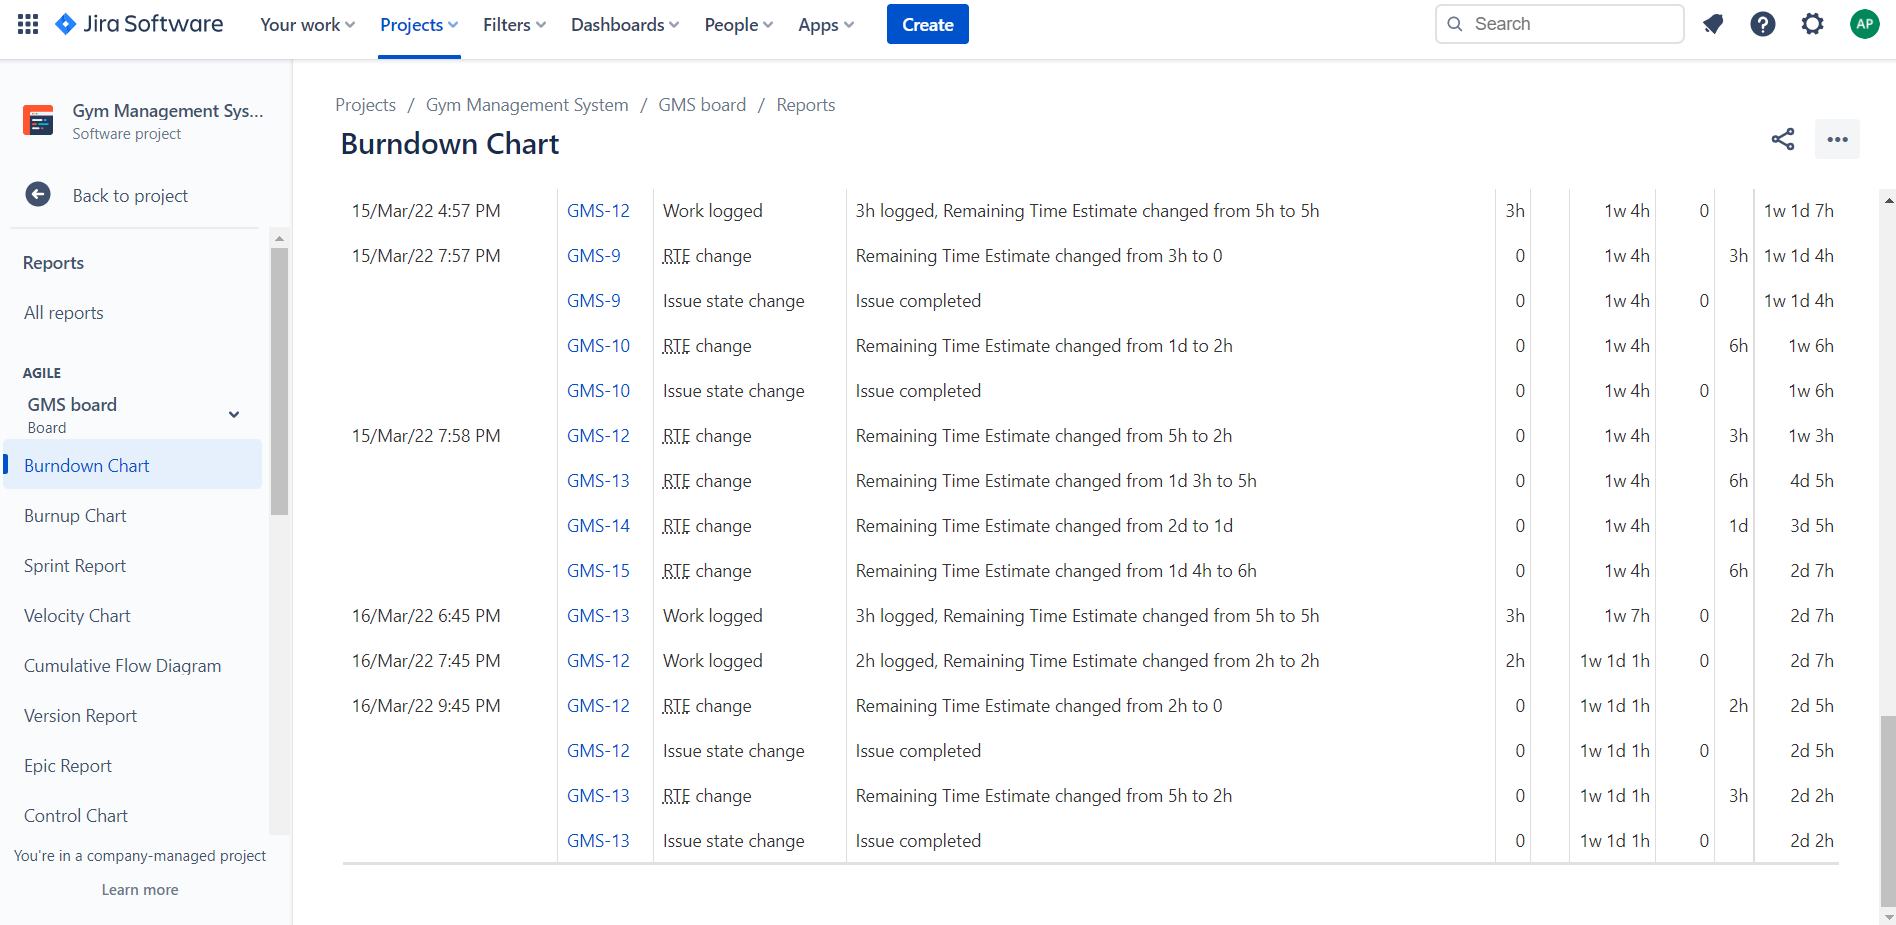 Jira Software Your work Projects Filters Dashboards People Apps Create Search AP
Gym Management Sys...
Software project
Back to project
Reports
All reports
AGILE
GMS board
Board
Burndown Chart
Burnup Chart
Sprint Report
Velocity Chart
Cumulative Flow Diagram
Version Report
Epic Report
Control Chart
You're in a company-managed project
Learn more
Projects / Gym Management System / GMS board / Reports
Burndown Chart
15/Mar/22 4:57 PM GMS-12 Work logged 3h logged, Remaining Time Estimate changed from 5h to 5h 3h 1w 4h 0 1w 1d 7h
15/Mar/22 7:57 PM GMS-9 RTE change Remaining Time Estimate changed from 3h to 0 0 1w 4h 3h 1w 1d 4h
GMS-9 Issue state change Issue completed 0 1w 4h 0 1w 1d 4h
GMS-10 RTE change Remaining Time Estimate changed from 1d to 2h 0 1w 4h 6h 1w 6h
GMS-10 Issue state change Issue completed 0 1w 4h 0 1w 6h
15/Mar/22 7:58 PM GMS-12 RTE change Remaining Time Estimate changed from 5h to 2h 0 1w 4h 3h 1w 3h
GMS-13 RTE change Remaining Time Estimate changed from 1d 3h to 5h 0 1w 4h 6h 4d 5h
GMS-14 RTE change Remaining Time Estimate changed from 2d to 1d 0 1w 4h 1d 3d 5h
GMS-15 RTE change Remaining Time Estimate changed from 1d 4h to 6h 0 1w 4h 6h 2d 7h
16/Mar/22 6:45 PM GMS-13 Work logged 3h logged, Remaining Time Estimate changed from 5h to 5h 3h 1w 7h 0 2d 7h
16/Mar/22 7:45 PM GMS-12 Work logged 2h logged, Remaining Time Estimate changed from 2h to 2h 2h 1w 1d 1h 0 2d 7h
16/Mar/22 9:45 PM GMS-12 RTE change Remaining Time Estimate changed from 2h to 0 0 1w 1d 1h 2h 2d 5h
GMS-12 Issue state change Issue completed 0 1w 1d 1h 0 2d 5h
GMS-13 RTE change Remaining Time Estimate changed from 5h to 2h 0 1w 1d 1h 3h 2d 2h
GMS-13 Issue state change Issue completed 0 1w 1d 1h 0 2d 2h